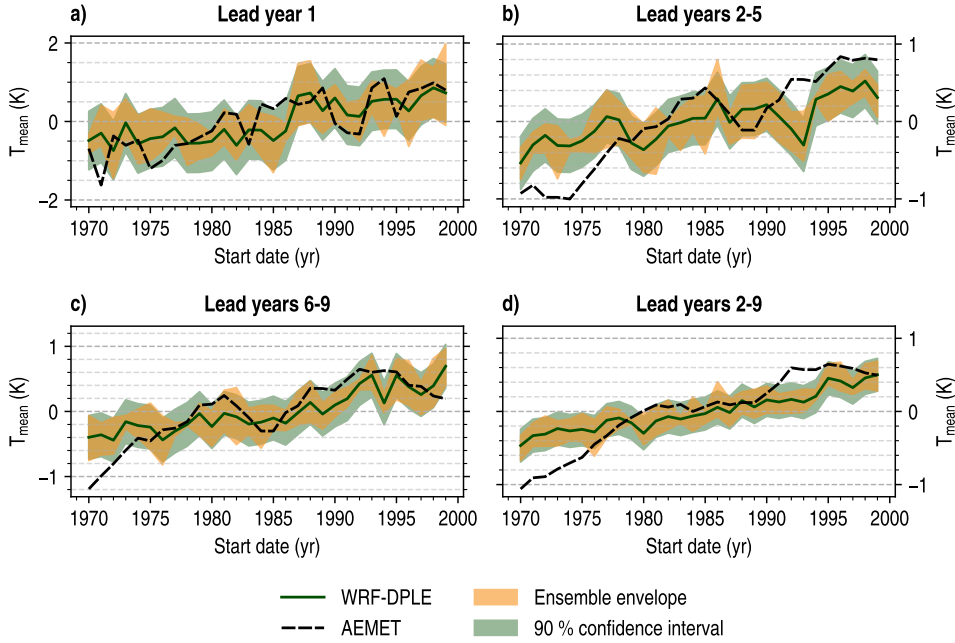 a) Lead year 1
2
0
−2
T_mean (K)
1970 1975 1980 1985 1990 1995 2000
Start date (yr)
b) Lead years 2-5
1
0
−1
T_mean (K)
1970 1975 1980 1985 1990 1995 2000
Start date (yr)
c) Lead years 6-9
1
0
−1
T_mean (K)
1970 1975 1980 1985 1990 1995 2000
Start date (yr)
d) Lead years 2-9
1
0
−1
T_mean (K)
1970 1975 1980 1985 1990 1995 2000
Start date (yr)
WRF-DPLE
AEMET
Ensemble envelope
90 % confidence interval